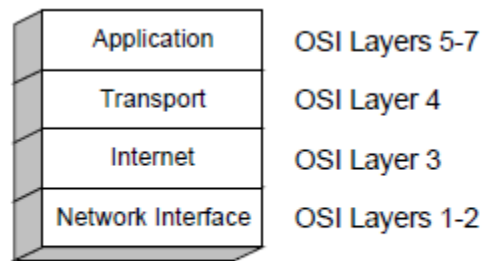 Application OSI Layers 5-7
Transport OSI Layer 4
Internet OSI Layer 3
Network Interface OSI Layers 1-2